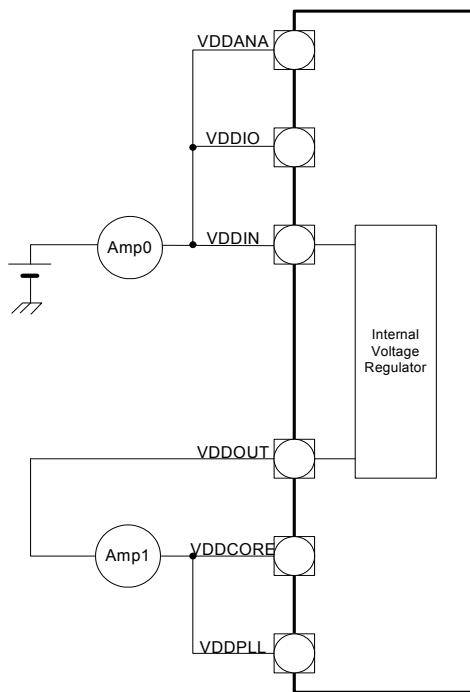 VDDANA
VDDIO
VDDIN
Amp0
Internal
Voltage
Regulator
VDDOUT
Amp1
VDDCORE
VDDPLL